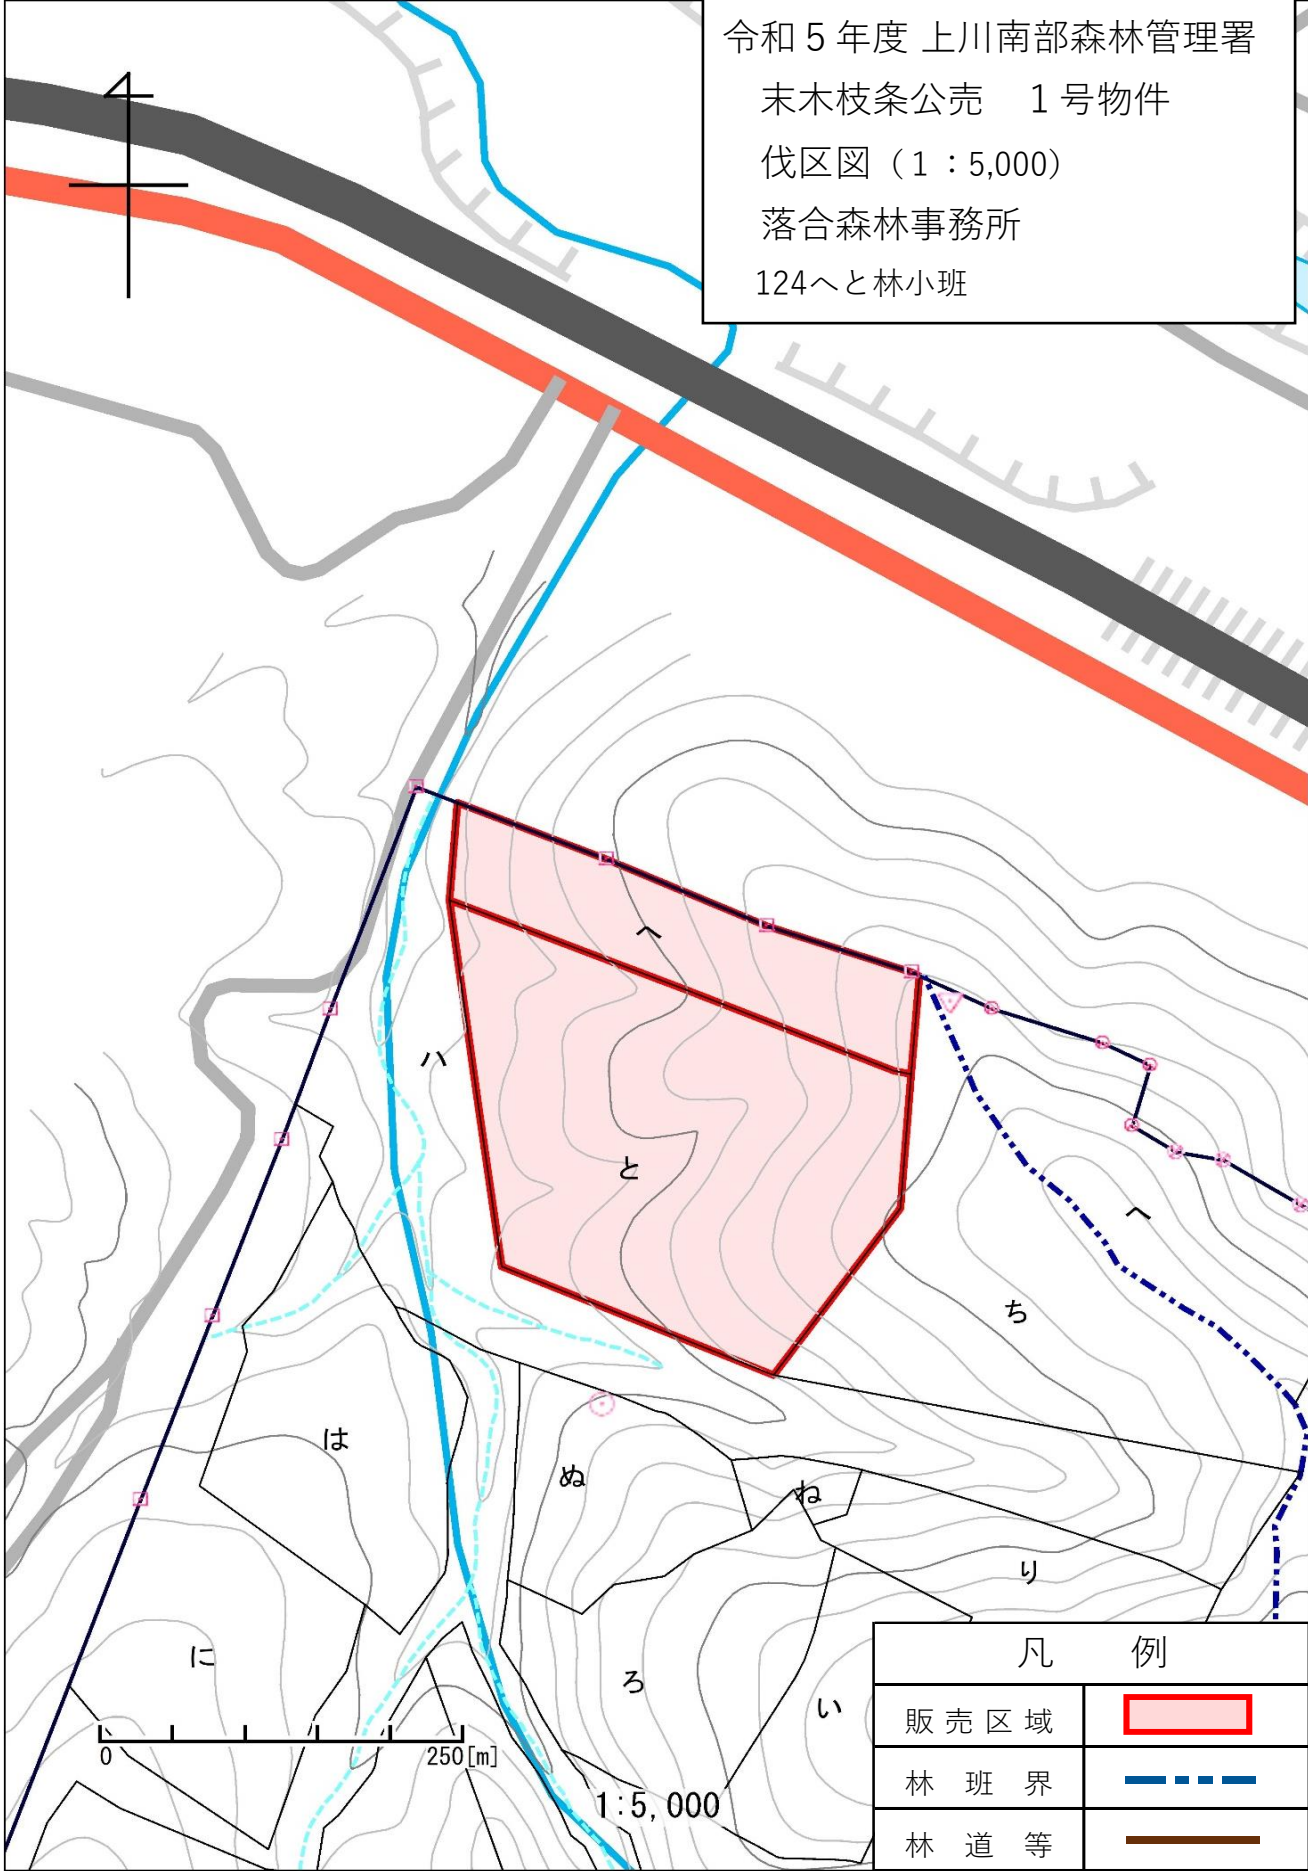 令和５年度 上川南部森林管理署
末木枝条公売　１号物件
伐区図（１：5,000）
落合森林事務所
124へと林小班
へ
ハ
と
へ
ち
は
ぬ
ね
り
に
ろ
い
0 250[m]
1:5,000
凡　例
販売区域
林班界
林道等